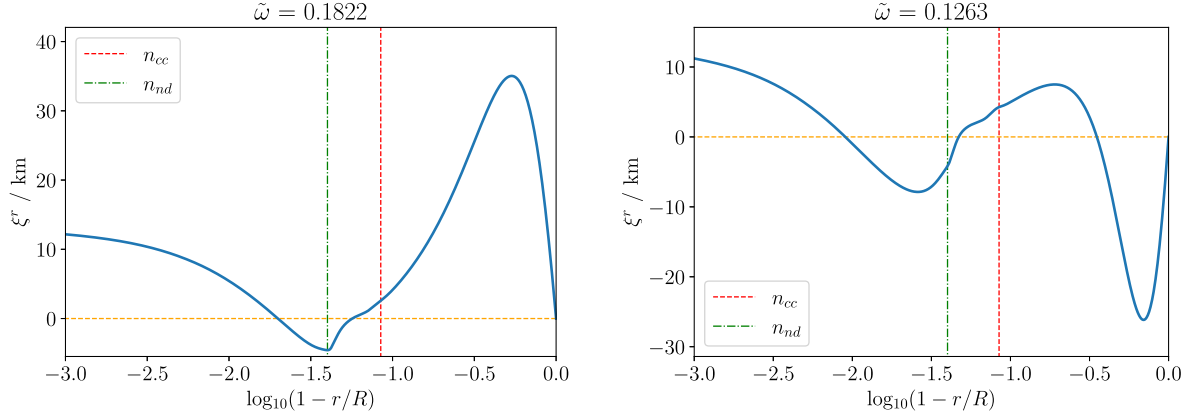 ω̃ = 0.1822
40
30
20
10
0
ξ^r / km
n_cc
n_nd
−3.0 −2.5 −2.0 −1.5 −1.0 −0.5 0.0
log₁₀(1 − r/R)
ω̃ = 0.1263
10
0
−10
−20
−30
ξ^r / km
n_cc
n_nd
−3.0 −2.5 −2.0 −1.5 −1.0 −0.5 0.0
log₁₀(1 − r/R)